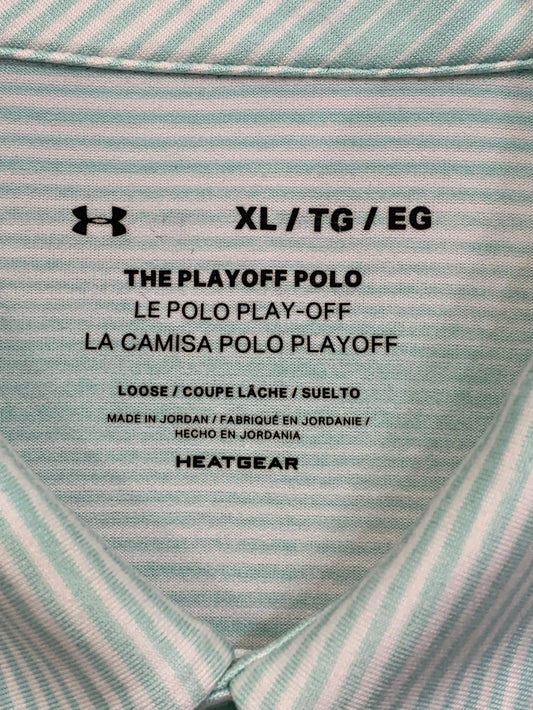 XL / TG / EG
THE PLAYOFF POLO
LE POLO PLAY-OFF
LA CAMISA POLO PLAYOFF
LOOSE / COUPE LÂCHE / SUELTO
MADE IN JORDAN / FABRIQUÉ EN JORDANIE /
HECHO EN JORDANIA
HEATGEAR